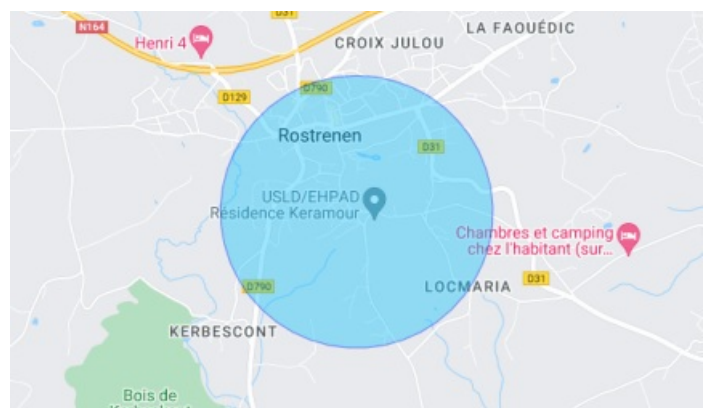 D31
N164
LA FAOUÉDIC
Henri 4
CROIX JULOU
D790
D129
Rostrenen
D31
USLD/EHPAD
Résidence Keramour
Chambres et camping
chez l'habitant (sur...
D31
D790
LOCMARIA
KERBESCONT
Bois de